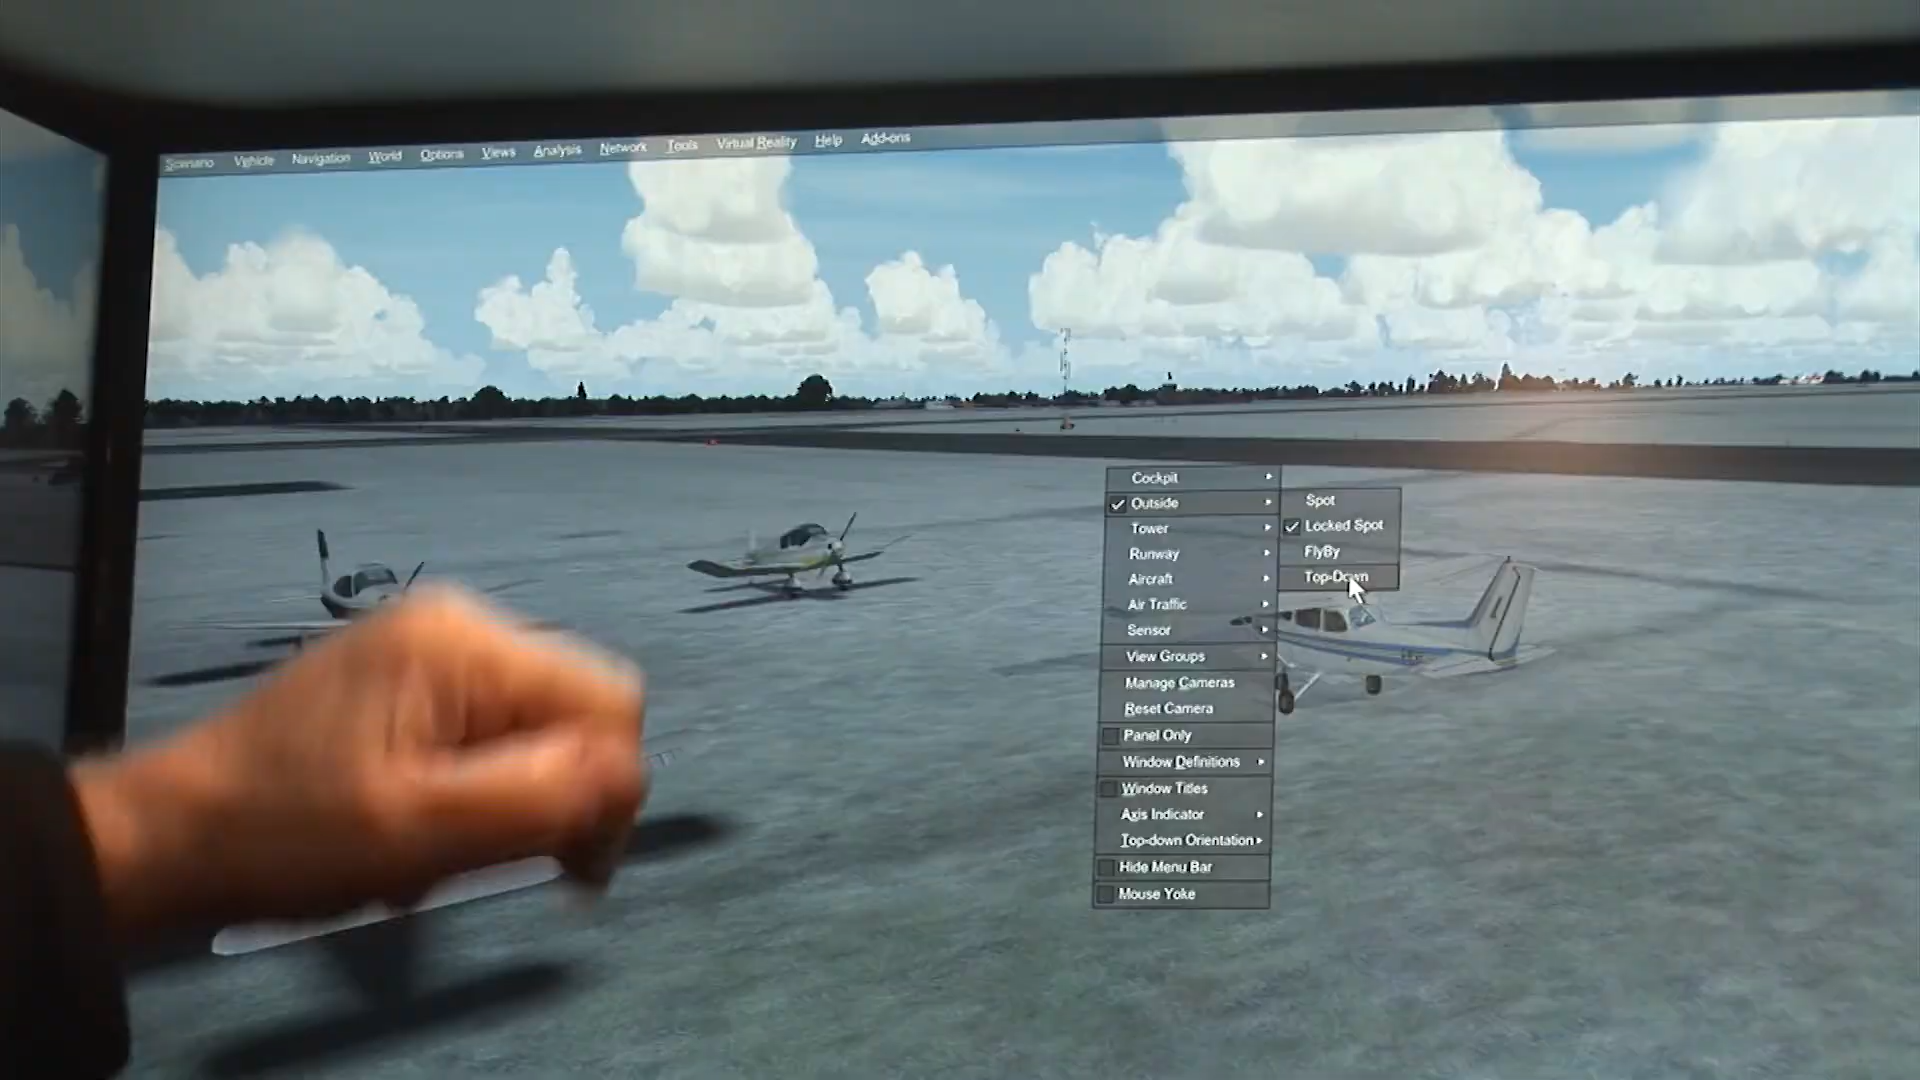 Scenario Vehicle Navigation World Options Views Analysis Network Tools Virtual Reality Help Add-ons
Cockpit
Outside
Tower
Runway
Aircraft
Air Traffic
Sensor
View Groups
Manage Cameras
Reset Camera
Panel Only
Window Definitions
Window Titles
Axis Indicator
Top-down Orientation
Hide Menu Bar
Mouse Yoke
Spot
Locked Spot
FlyBy
Top-Down